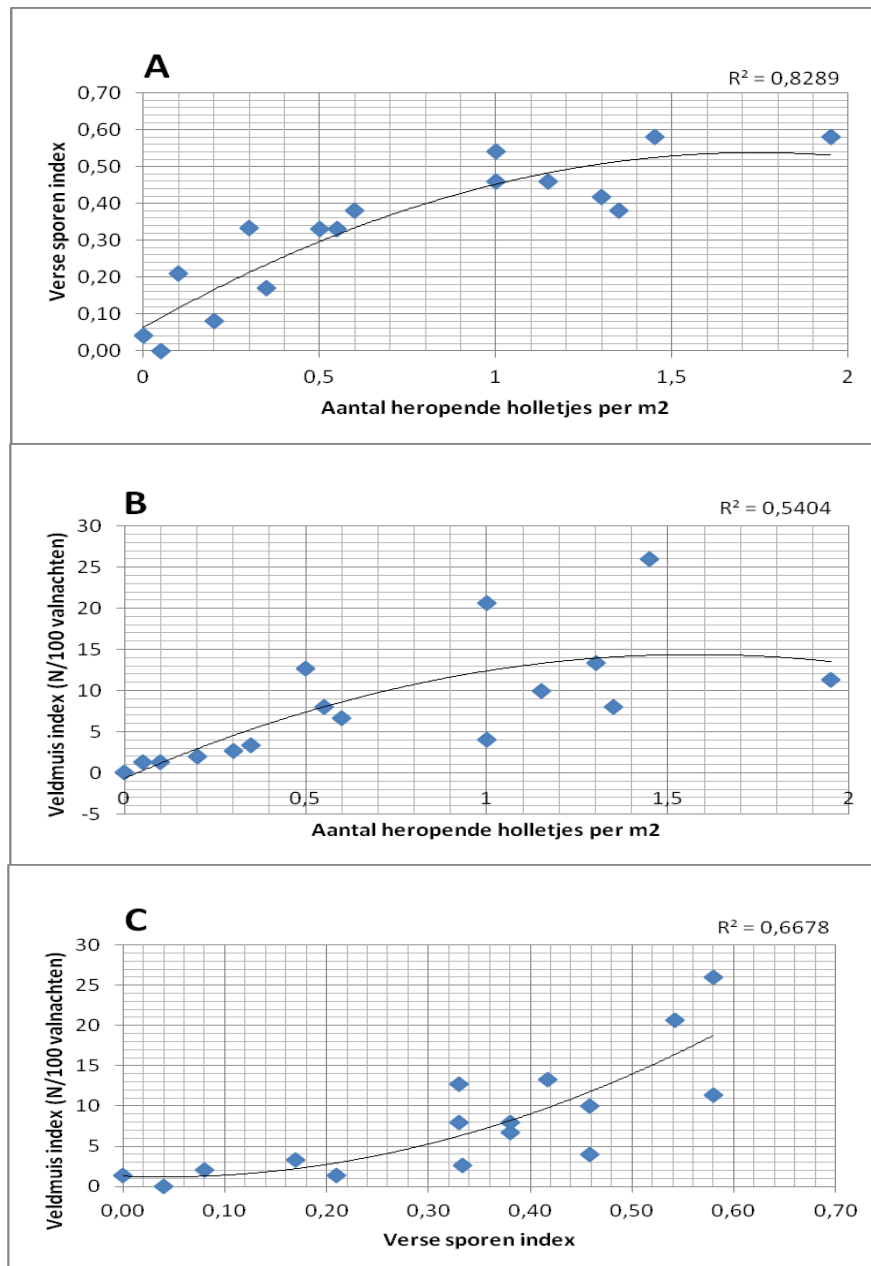 A
R² = 0,8289
0,70
0,60
0,50
0,40
0,30
0,20
0,10
0,00
Verse sporen index
0 0,5 1 1,5 2
Aantal heropende holletjes per m2
B
R² = 0,5404
30
25
20
15
10
5
0
-5
Veldmuis index (N/100 valnachten)
0 0,5 1 1,5 2
Aantal heropende holletjes per m2
C
R² = 0,6678
30
25
20
15
10
5
0
Veldmuis index (N/100 valnachten)
0,00 0,10 0,20 0,30 0,40 0,50 0,60 0,70
Verse sporen index